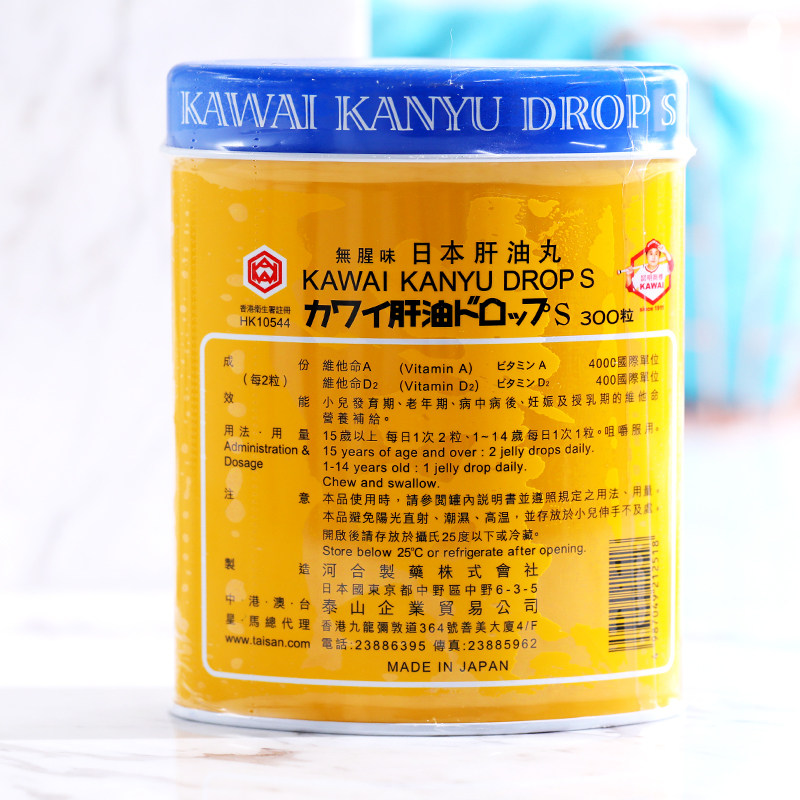 KAWAI KANYU DROP S
無腥味 日本肝油丸
KAWAI KANYU DROP S
香港衛生署註冊
HK10544
カワイ肝油ドロップS 300粒
KAWAI
since 1911
成 份 維他命A (Vitamin A) ビタミン A 4000國際單位
(每2粒) 維他命D2 (Vitamin D2) ビタミン D2 400國際單位
效 能 小兒發育期、老年期、病中病後、妊娠及授乳期的維他命
營養補給。
用法·用量 15歲以上 每日1次2粒、1~14歲 每日1次1粒。咀嚼服用。
Administration & 15 years of age and over : 2 jelly drops daily.
Dosage 1-14 years old : 1 jelly drop daily.
Chew and swallow.
注 意 本品使用時,請參閱罐內說明書並遵照規定之用法、用量。
本品避免陽光直射、潮濕、高温,並存放於小兒伸手不及處。
開啟後請存放於攝氏25度以下或冷藏。
Store below 25°C or refrigerate after opening.
製 造 河合製藥株式會社
日本國東京都中野區中野6-3-5
中·港·澳·台 泰山企業貿易公司
星·馬總代理 香港九龍彌敦道364號善美大廈4/F
www.taisan.com 電話:23886395 傳真:23885962
MADE IN JAPAN
4 987049 212518